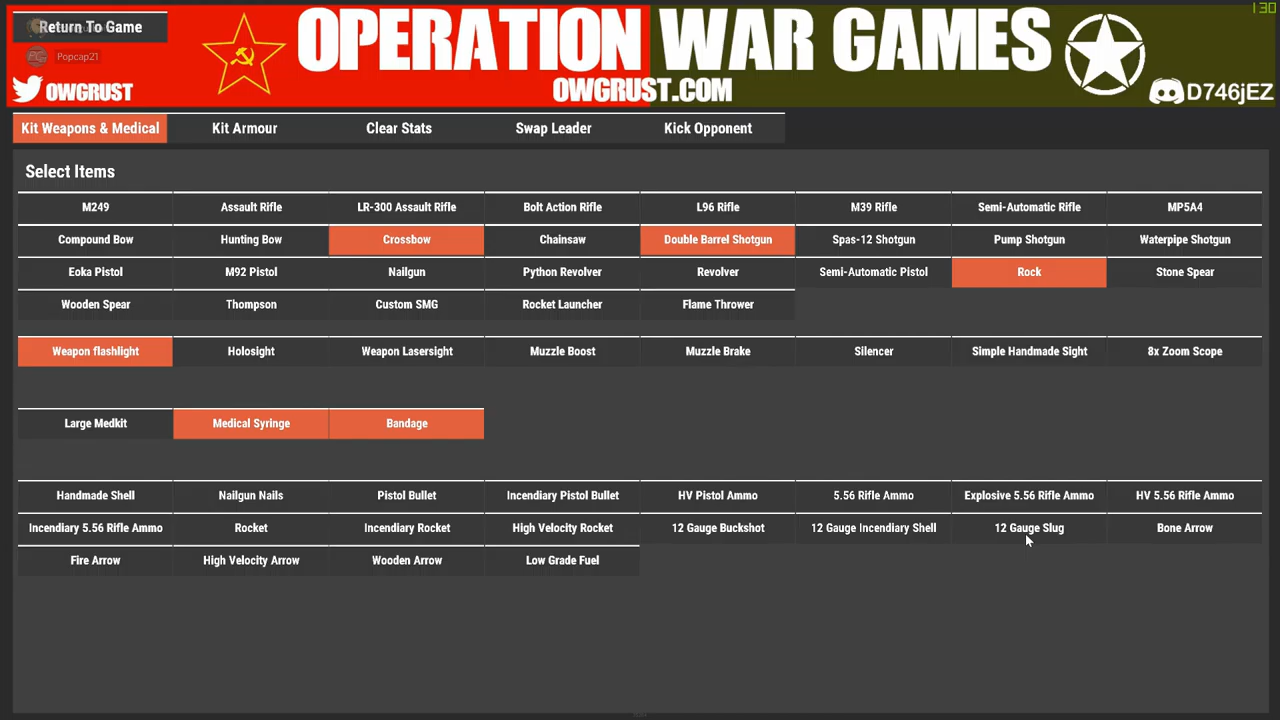 130
Return To Game
Popcap21
OPERATION WAR GAMES
OWGRUST
OWGRUST.COM
D746jEZ
Kit Weapons & Medical Kit Armour Clear Stats Swap Leader Kick Opponent
Select Items
M249 Assault Rifle LR-300 Assault Rifle Bolt Action Rifle L96 Rifle M39 Rifle Semi-Automatic Rifle MP5A4
Compound Bow Hunting Bow Crossbow Chainsaw Double Barrel Shotgun Spas-12 Shotgun Pump Shotgun Waterpipe Shotgun
Eoka Pistol M92 Pistol Nailgun Python Revolver Revolver Semi-Automatic Pistol Rock Stone Spear
Wooden Spear Thompson Custom SMG Rocket Launcher Flame Thrower
Weapon flashlight Holosight Weapon Lasersight Muzzle Boost Muzzle Brake Silencer Simple Handmade Sight 8x Zoom Scope
Large Medkit Medical Syringe Bandage
Handmade Shell Nailgun Nails Pistol Bullet Incendiary Pistol Bullet HV Pistol Ammo 5.56 Rifle Ammo Explosive 5.56 Rifle Ammo HV 5.56 Rifle Ammo
Incendiary 5.56 Rifle Ammo Rocket Incendiary Rocket High Velocity Rocket 12 Gauge Buckshot 12 Gauge Incendiary Shell 12 Gauge Slug Bone Arrow
Fire Arrow High Velocity Arrow Wooden Arrow Low Grade Fuel